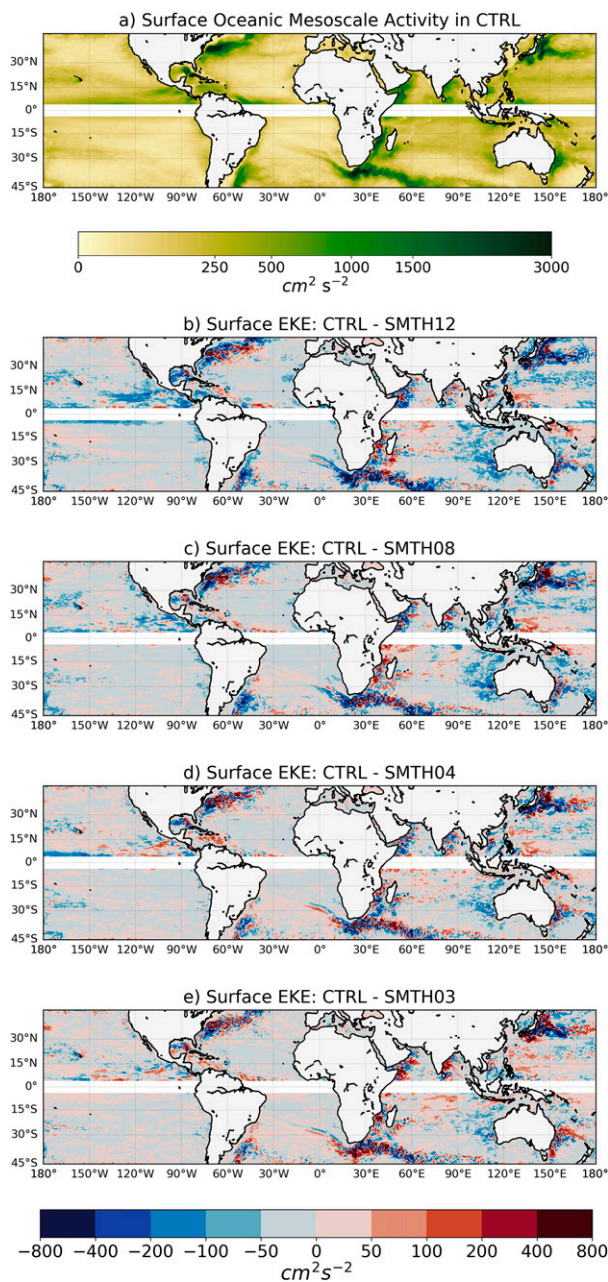 a) Surface Oceanic Mesoscale Activity in CTRL
30°N
15°N
0°
15°S
30°S
45°S
180° 150°W 120°W 90°W 60°W 30°W 0° 30°E 60°E 90°E 120°E 150°E 180°
0 250 500 1000 1500 3000
cm² s⁻²
b) Surface EKE: CTRL - SMTH12
30°N
15°N
0°
15°S
30°S
45°S
180° 150°W 120°W 90°W 60°W 30°W 0° 30°E 60°E 90°E 120°E 150°E 180°
c) Surface EKE: CTRL - SMTH08
30°N
15°N
0°
15°S
30°S
45°S
180° 150°W 120°W 90°W 60°W 30°W 0° 30°E 60°E 90°E 120°E 150°E 180°
d) Surface EKE: CTRL - SMTH04
30°N
15°N
0°
15°S
30°S
45°S
180° 150°W 120°W 90°W 60°W 30°W 0° 30°E 60°E 90°E 120°E 150°E 180°
e) Surface EKE: CTRL - SMTH03
30°N
15°N
0°
15°S
30°S
45°S
180° 150°W 120°W 90°W 60°W 30°W 0° 30°E 60°E 90°E 120°E 150°E 180°
−800 −400 −200 −100 −50 0 50 100 200 400 800
cm²s⁻²